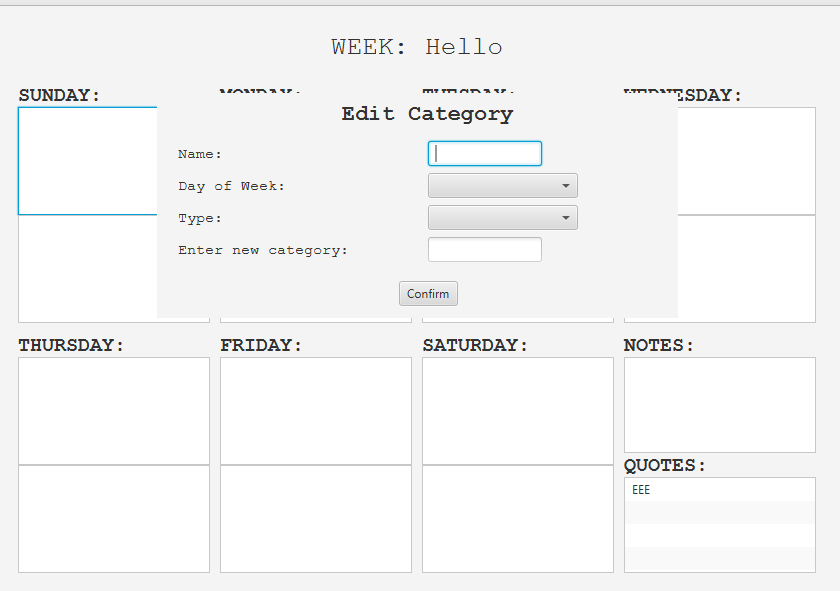 WEEK: Hello
SUNDAY:
MONDAY:
TUESDAY:
WEDNESDAY:
Edit Category
Name:
Day of Week:
Type:
Enter new category:
Confirm
THURSDAY:
FRIDAY:
SATURDAY:
NOTES:
QUOTES:
EEE